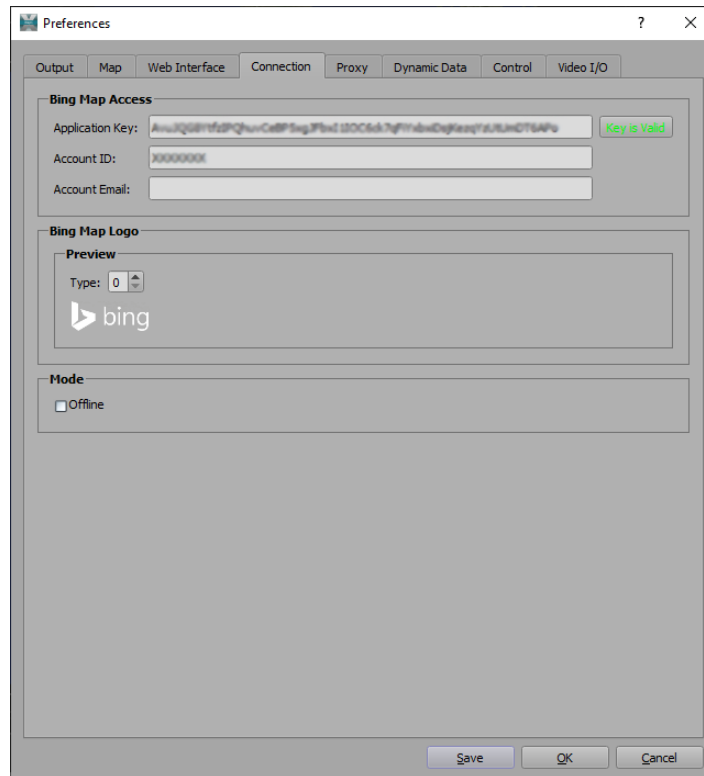 Preferences
?
Output Map Web Interface Connection Proxy Dynamic Data Control Video I/O
Bing Map Access
Application Key: Key is Valid
Account ID: XXXXXXX
Account Email:
Bing Map Logo
Preview
Type: 0
bing
Mode
Offline
Save OK Cancel